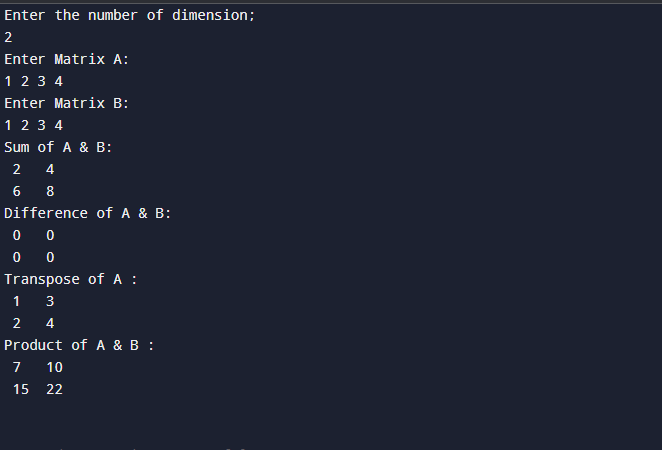 Enter the number of dimension;
2
Enter Matrix A:
1 2 3 4
Enter Matrix B:
1 2 3 4
Sum of A & B:
2 4
6 8
Difference of A & B:
0 0
0 0
Transpose of A :
1 3
2 4
Product of A & B :
7 10
15 22